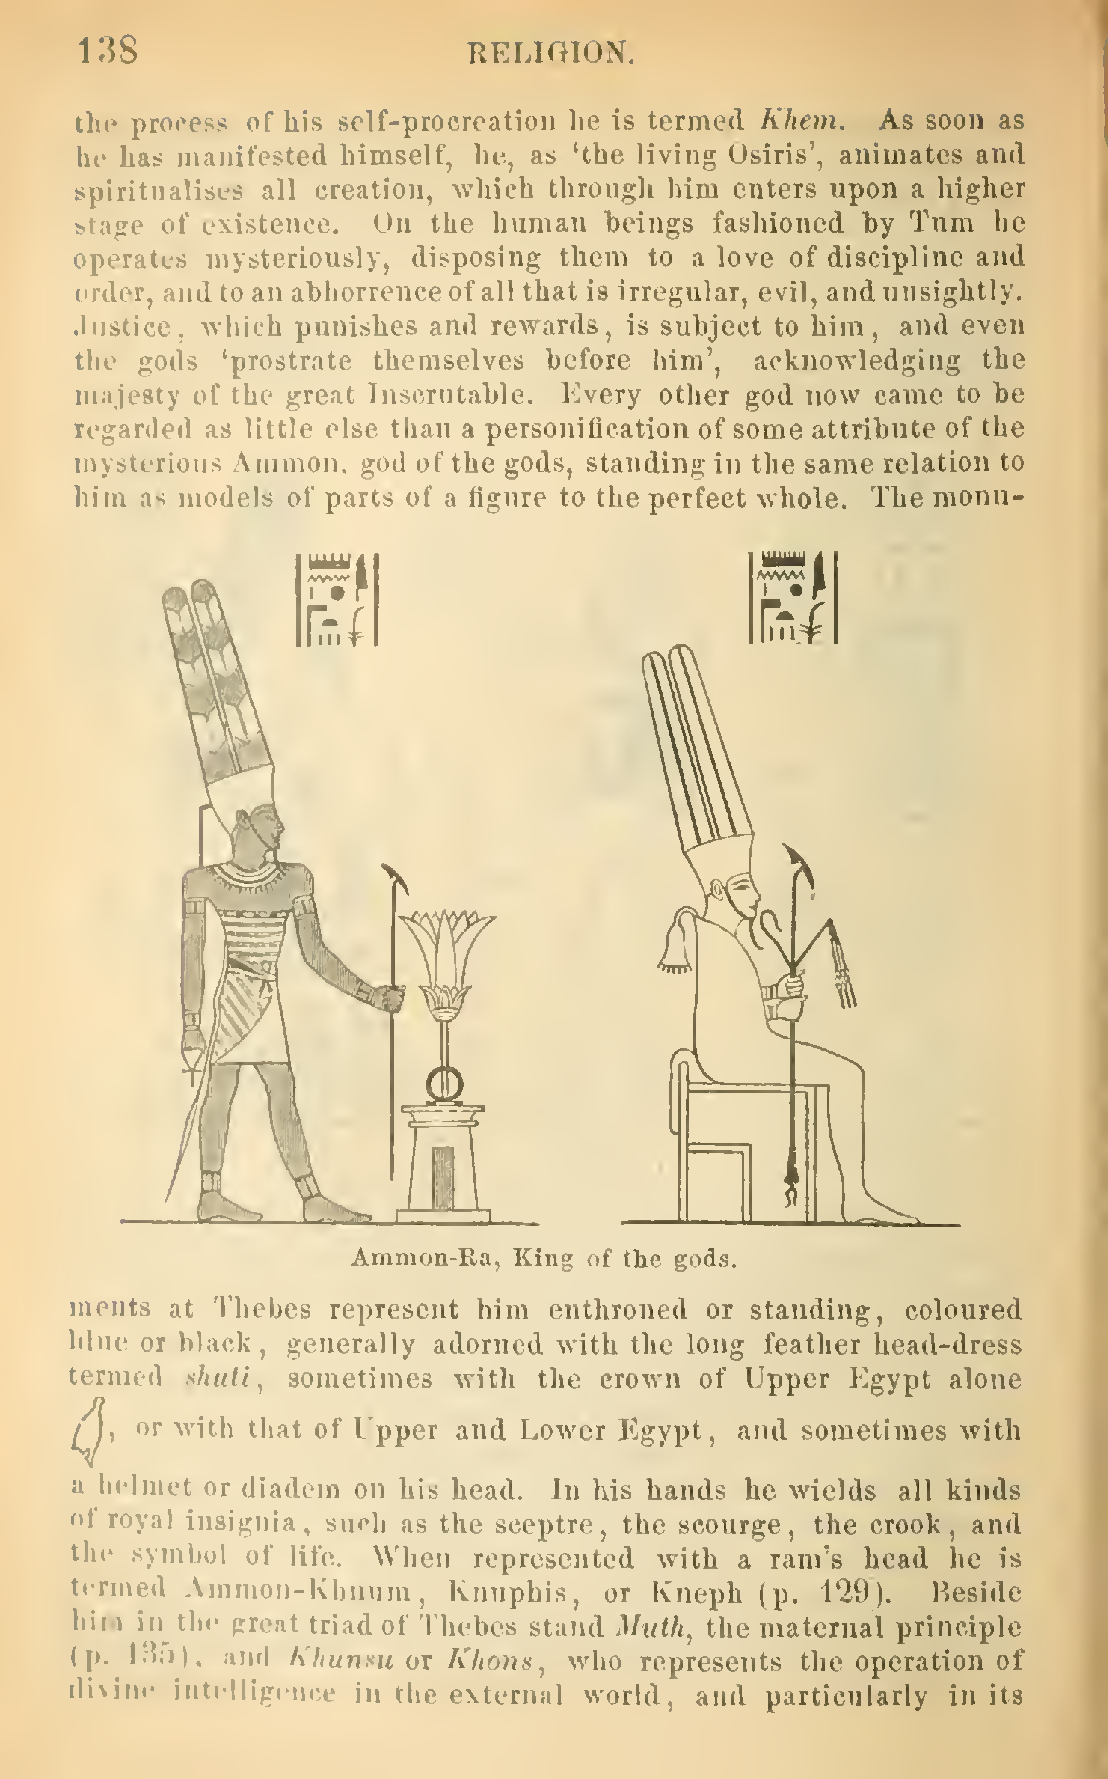 138 RELIGION.
the process of his self-procreation he is termed Khem. As soon as
he has manifested himself, he, as ‘the living Osiris’, animates and
spiritualises all creation, which through him enters upon a higher
stage of existence. On the human beings fashioned by Tum he
operates mysteriously, disposing them to a love of discipline and
order, and to an abhorrence of all that is irregular, evil, and unsightly.
Justice, which punishes and rewards, is subject to him, and even
the gods ‘prostrate themselves before him’, acknowledging the
majesty of the great Inscrutable. Every other god now came to be
regarded as little else than a personification of some attribute of the
mysterious Ammon, god of the gods, standing in the same relation to
him as models of parts of a figure to the perfect whole. The monu-
Ammon-Ra, King of the gods.
ments at Thebes represent him enthroned or standing, coloured
blue or black, generally adorned with the long feather head-dress
termed shuti, sometimes with the crown of Upper Egypt alone
, or with that of Upper and Lower Egypt, and sometimes with
a helmet or diadem on his head. In his hands he wields all kinds
of royal insignia, such as the sceptre, the scourge, the crook, and
the symbol of life. When represented with a ram's head he is
termed Ammon-Khnum, Knuphis, or Kneph (p. 129). Beside
him in the great triad of Thebes stand Muth, the maternal principle
(p. 135), and Khunsu or Khons, who represents the operation of
divine intelligence in the external world, and particularly in its